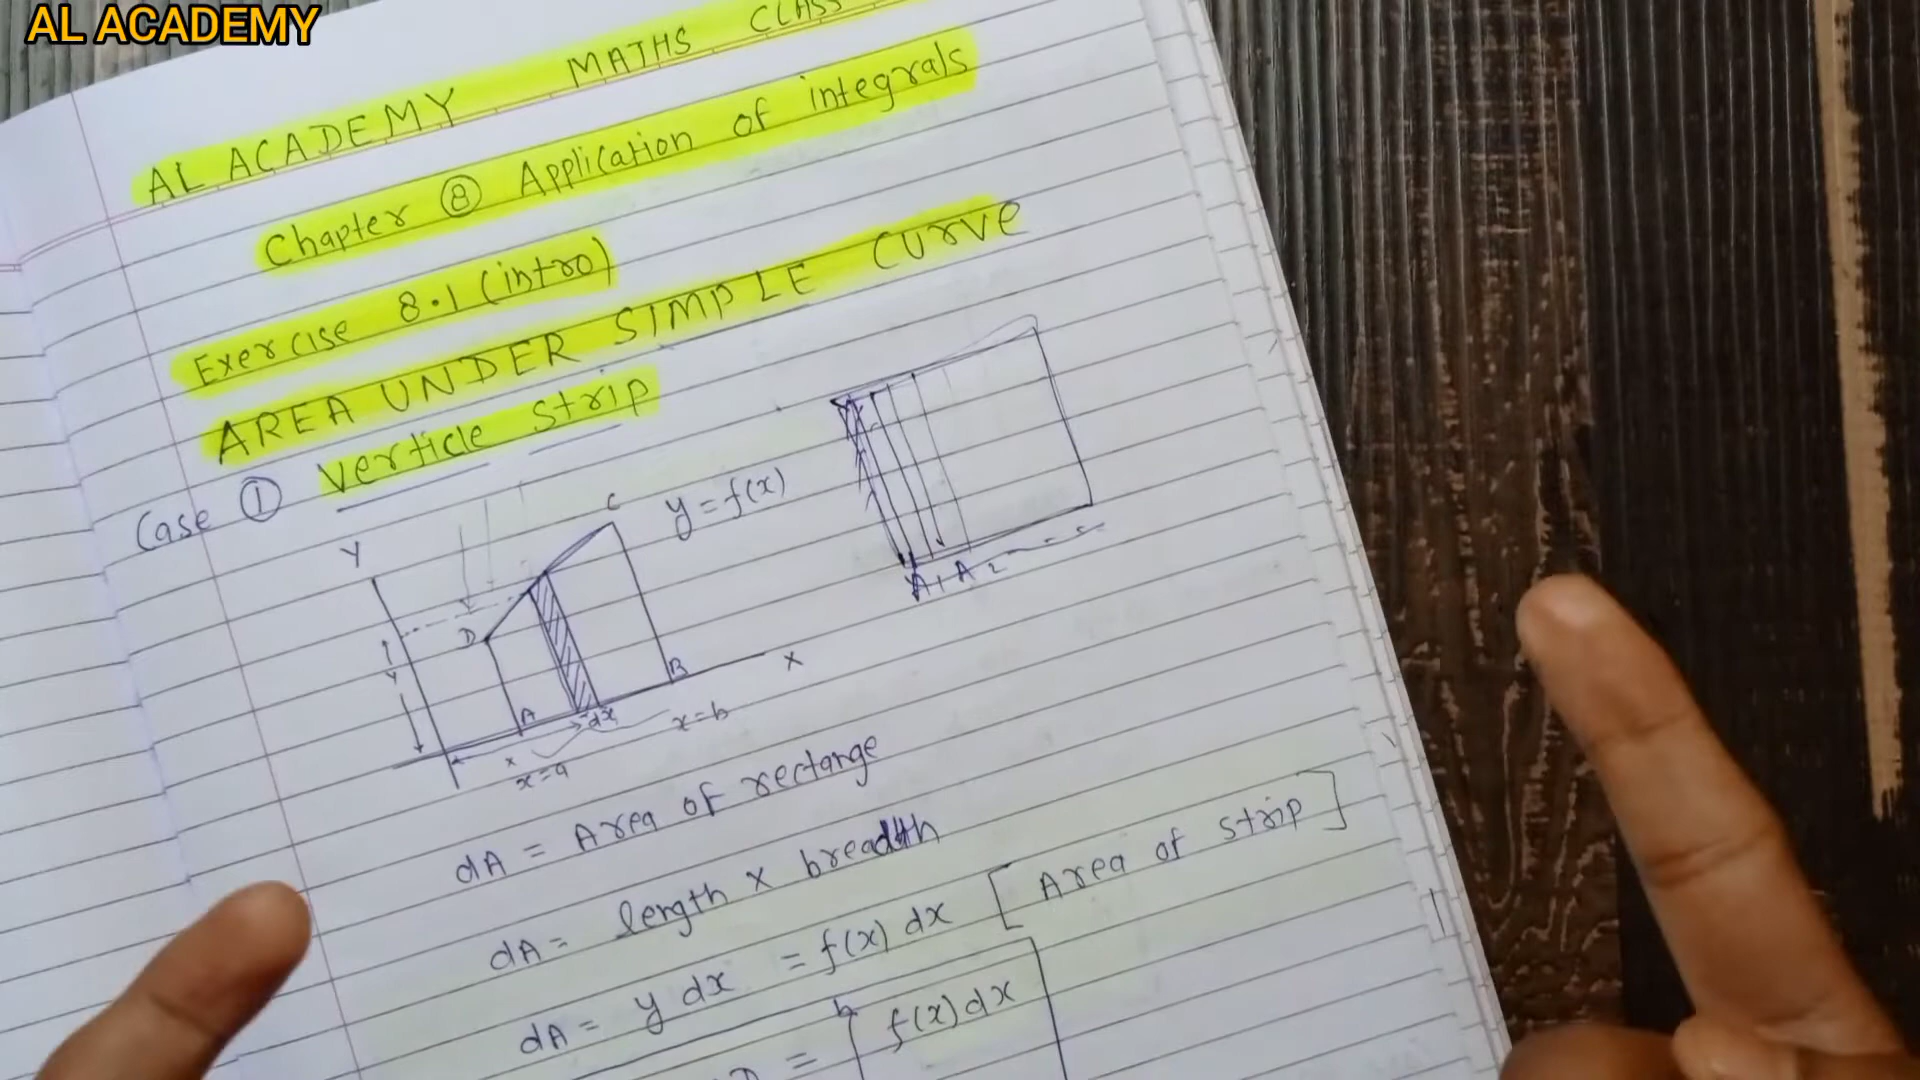 AL ACADEMY
AL ACADEMY MATHS CLASS
Chapter ⑧ Application of integrals
Exercise 8.1 (intro)
AREA UNDER SIMPLE CURVE
Case ① verticle strip
Y
C
y = f(x)
D
y
A
B
X
dx
x
x=a
x=b
A1 A2
dA = Area of rectange
dA = length x breadth
dA = y dx = f(x) dx [Area of strip]
D = ∫ b f(x) dx